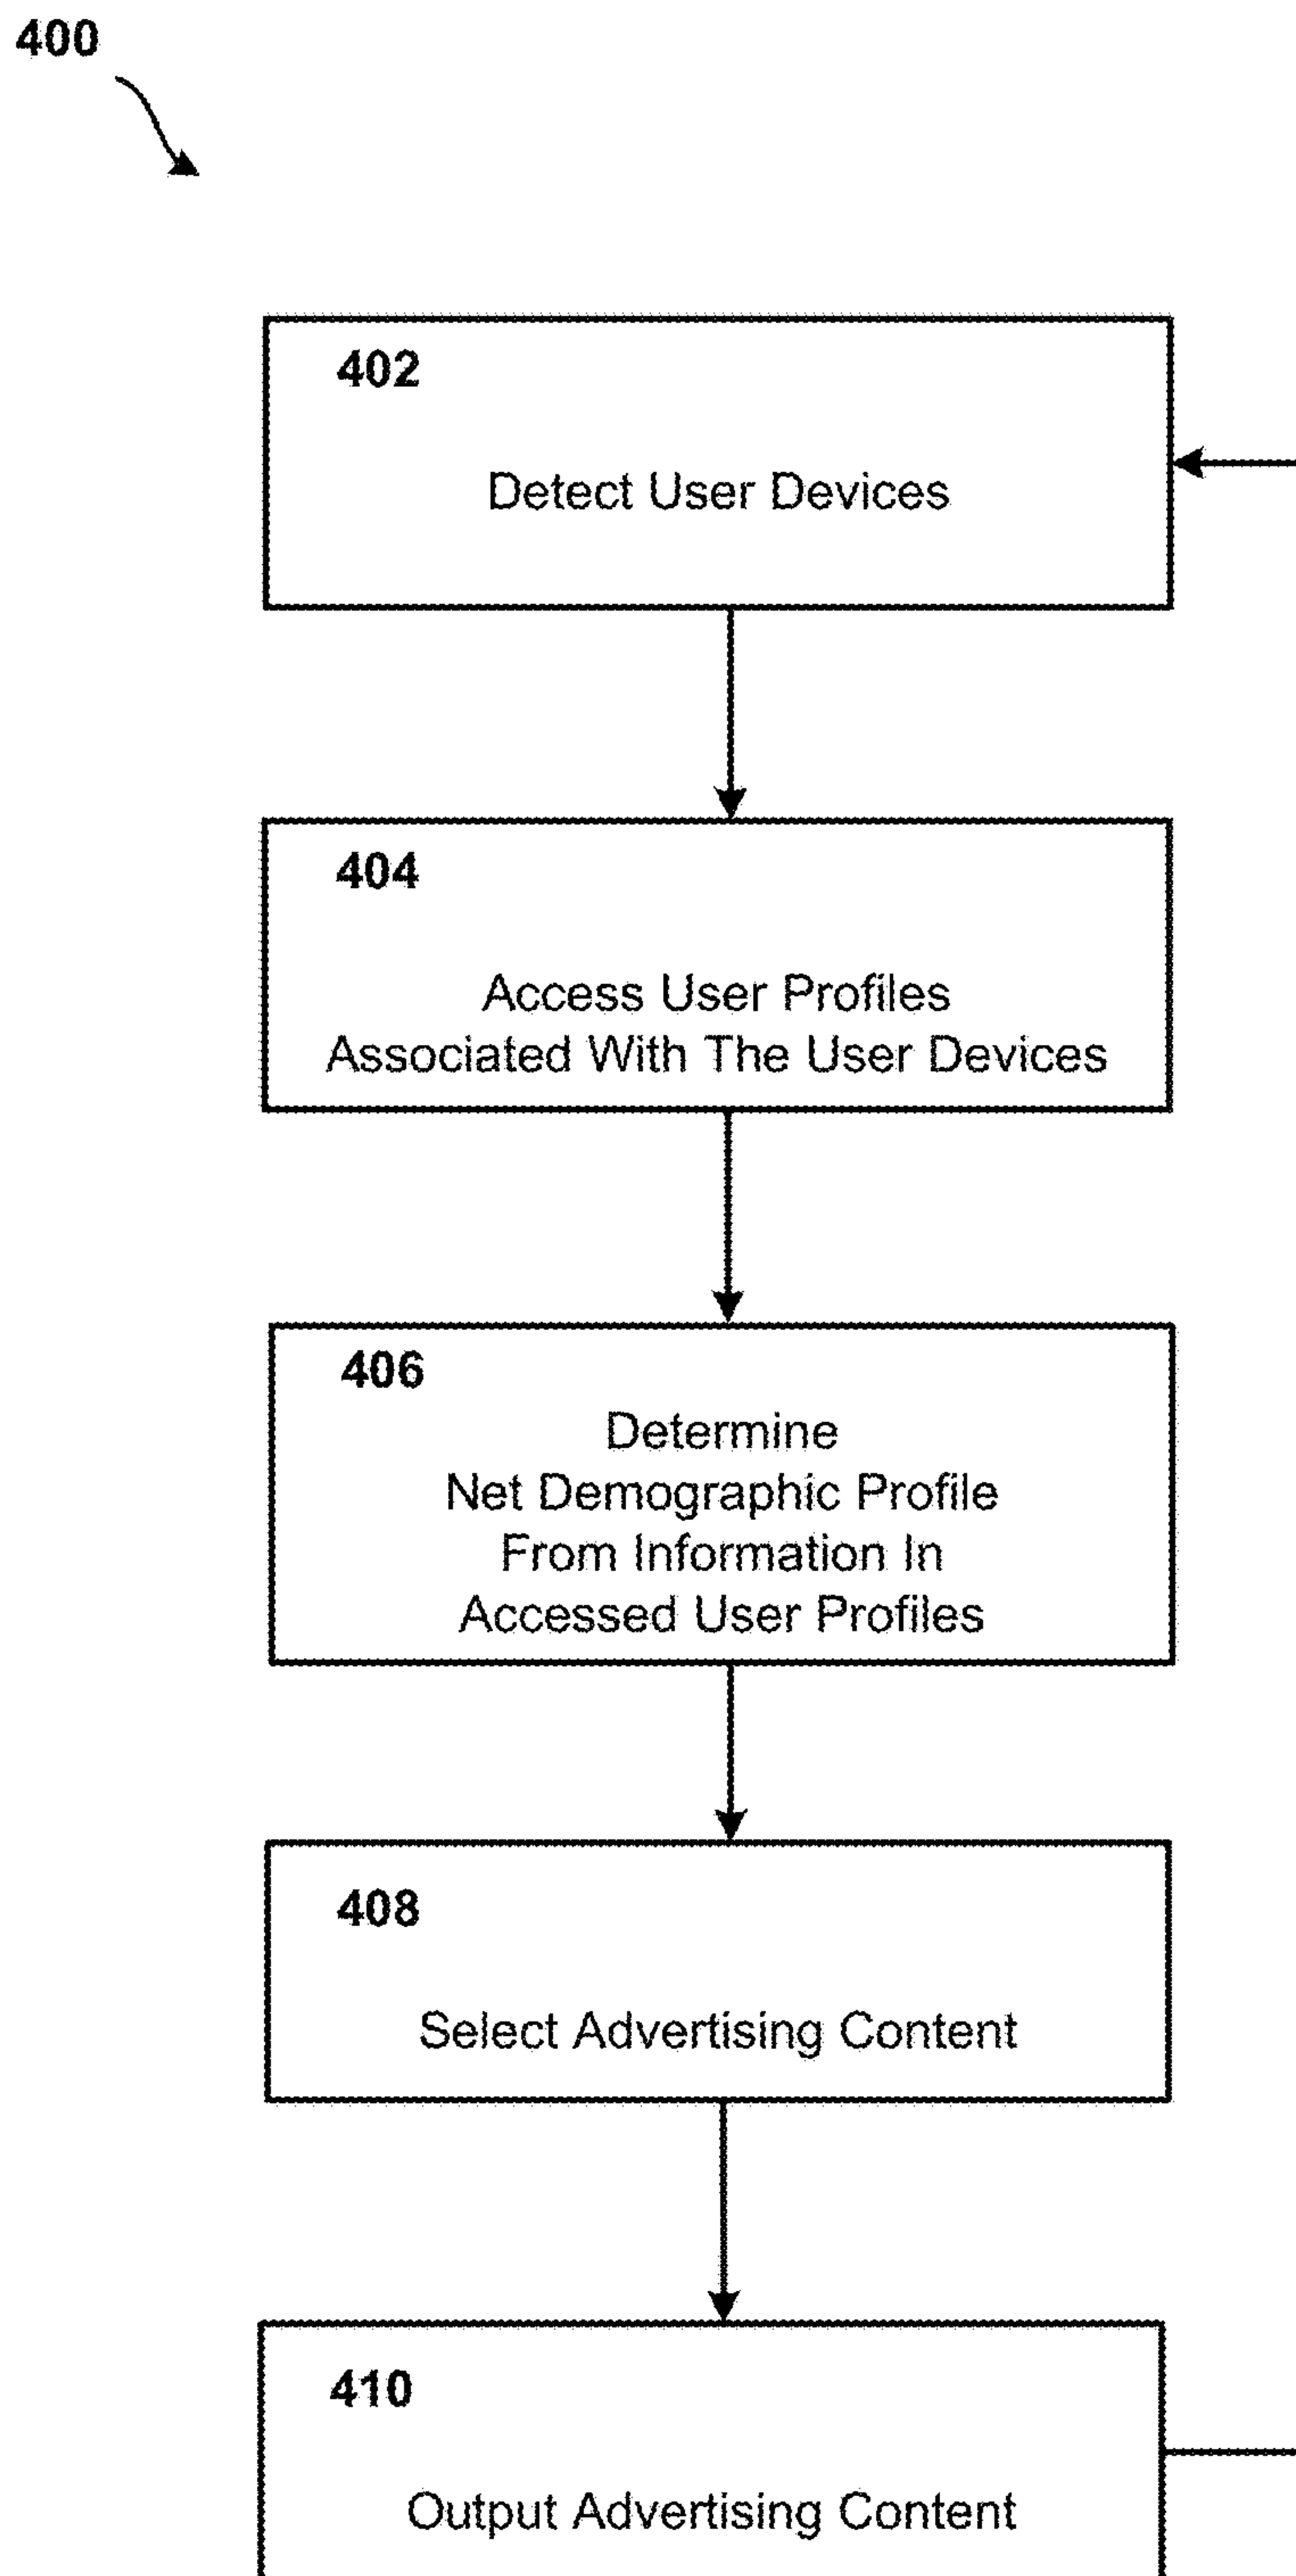 400
402
Detect User Devices
404
Access User Profiles
Associated With The User Devices
406
Determine
Net Demographic Profile
From Information In
Accessed User Profiles
408
Select Advertising Content
410
Output Advertising Content